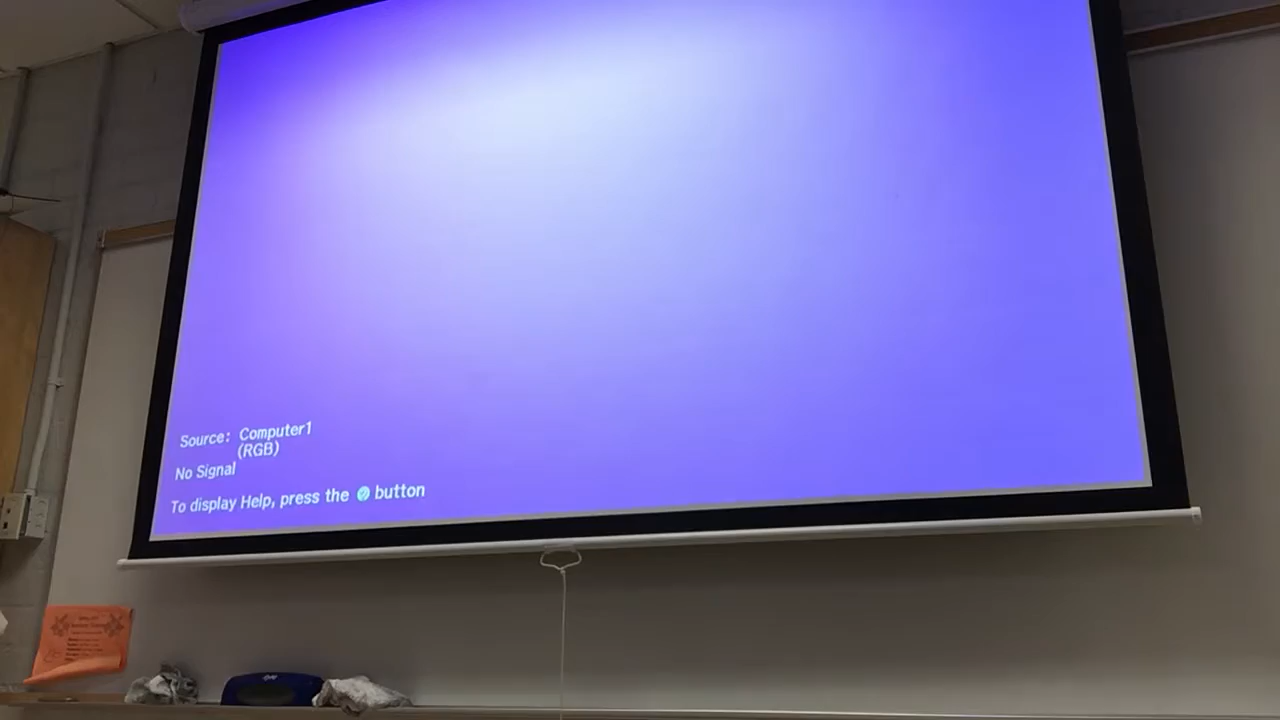 Source: Computer1
(RGB)
No Signal
To display Help, press the button